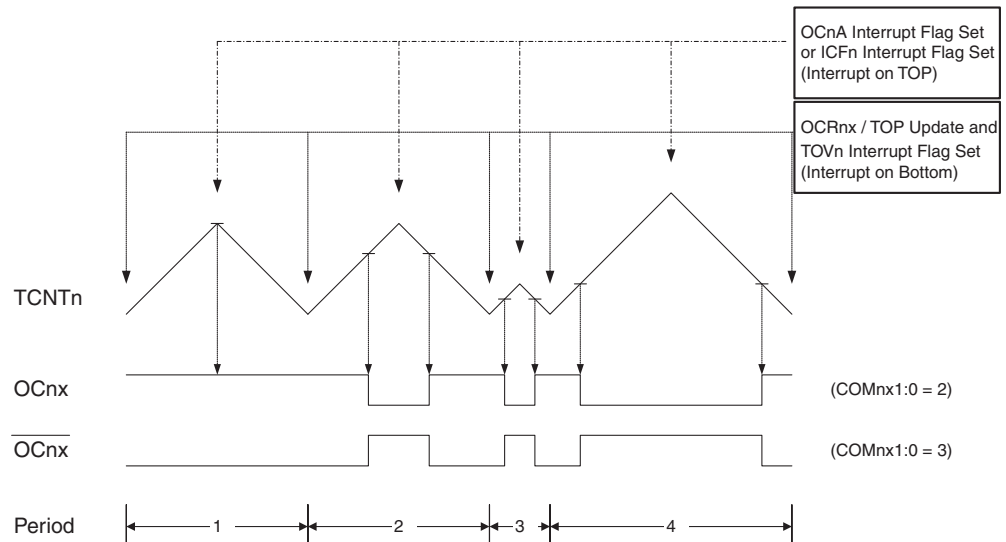 OCnA Interrupt Flag Set
or ICFn Interrupt Flag Set
(Interrupt on TOP)
OCRnx / TOP Update and
TOVn Interrupt Flag Set
(Interrupt on Bottom)
TCNTn
OCnx
(COMnx1:0 = 2)
OCnx
(COMnx1:0 = 3)
Period
1
2
3
4